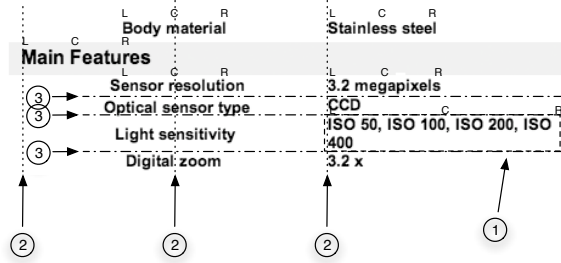 L C R L C R
Body material Stainless steel
L C R
Main Features
L C R L C R
Sensor resolution 3.2 megapixels
3
Optical sensor type CCD
3 C R
Light sensitivity ISO 50, ISO 100, ISO 200, ISO
400
3
Digital zoom 3.2 x
2 2 2 1